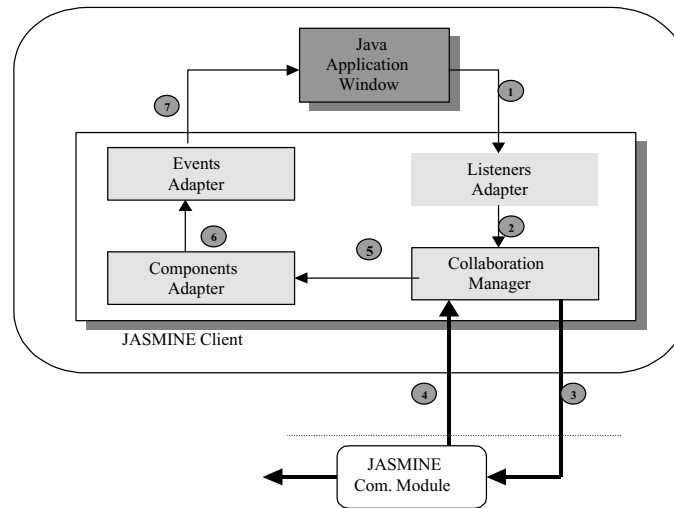 Java
Application
Window
7
1
Events
Adapter
Listeners
Adapter
6
2
5
Components
Adapter
Collaboration
Manager
JASMINE Client
4
3
JASMINE
Com. Module